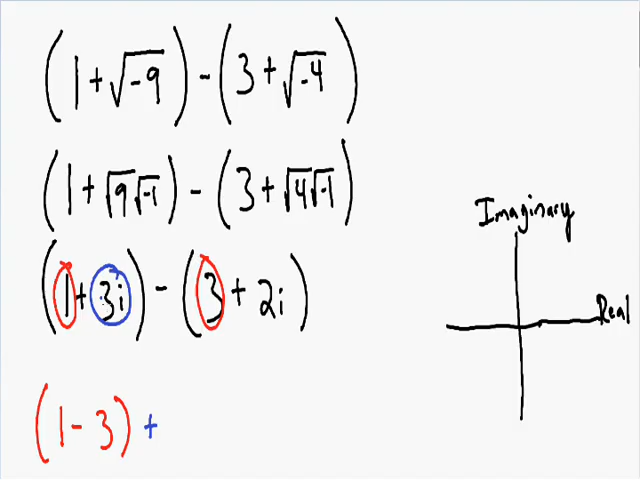 (1 + √-9) - (3 + √-4)
(1 + √9√-1) - (3 + √4√-1)
Imaginary
(1 + 3i) - (3 + 2i)
Real
(1 - 3) +